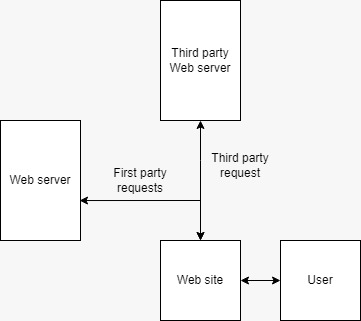 Third party
Web server
Web server
First party
requests
Third party
request
Web site
User